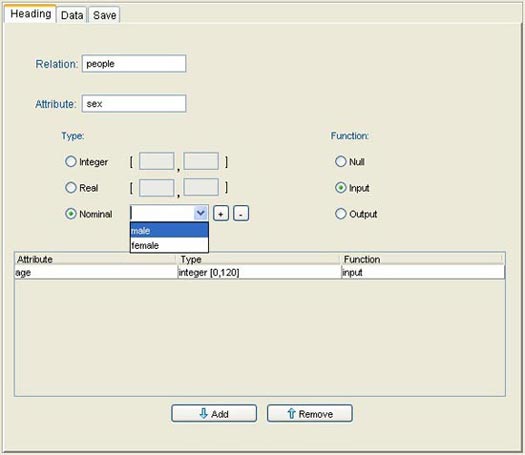 Heading Data Save
Relation: people
Attribute: sex
Type: Function:
Integer [ , ] Null
Real [ , ] Input
Nominal + - Output
male
female
Attribute Type Function
age integer [0,120] input
Add Remove